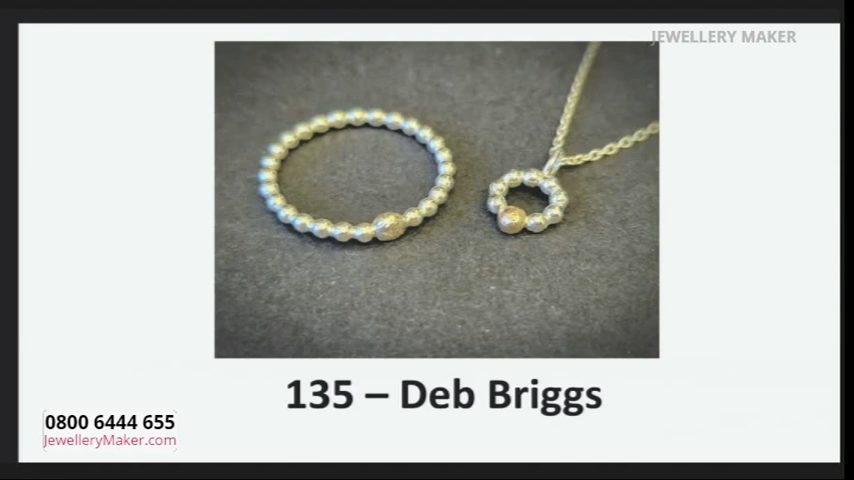 JEWELLERY MAKER
135 – Deb Briggs
0800 6444 655
JewelleryMaker.com